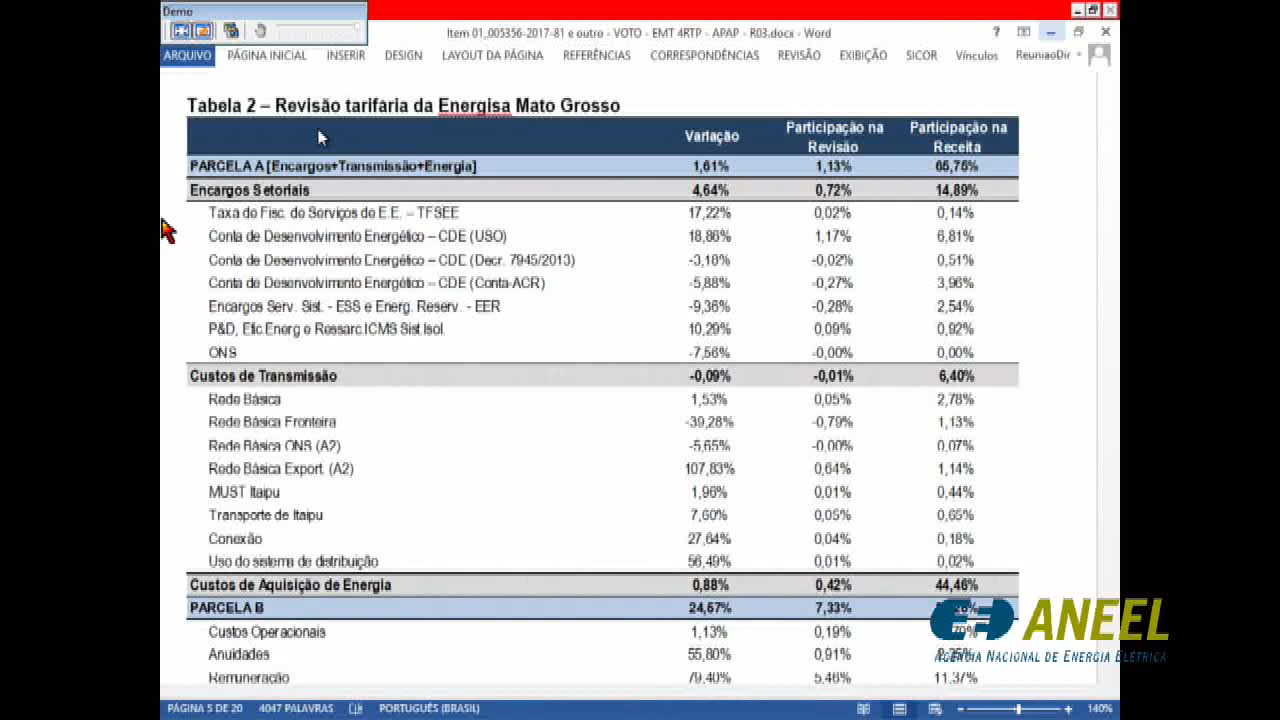 Demo
Item 01_005356-2017-81 e outro - VOTO - EMT 4RTP - APAP - R03.docx - Word
?
ARQUIVO PÁGINA INICIAL INSERIR DESIGN LAYOUT DA PÁGINA REFERÊNCIAS CORRESPONDÊNCIAS REVISÃO EXIBIÇÃO SICOR Vínculos ReuniaoDir
Tabela 2 – Revisão tarifária da Energisa Mato Grosso
Variação Participação na Revisão Participação na Receita
PARCELA A [Encargos+Transmissão+Energia] 1,61% 1,13% 65,75%
Encargos Setoriais 4,64% 0,72% 14,89%
Taxa de Fisc. de Serviços de E.E. – TFSEE 17,22% 0,02% 0,14%
Conta de Desenvolvimento Energético – CDE (USO) 18,86% 1,17% 6,81%
Conta de Desenvolvimento Energético – CDE (Decr. 7945/2013) -3,18% -0,02% 0,51%
Conta de Desenvolvimento Energético – CDE (Conta-ACR) -5,88% -0,27% 3,96%
Encargos Serv. Sist. - ESS e Energ. Reserv. - EER -9,36% -0,28% 2,54%
P&D, Efic.Energ e Ressarc.ICMS Sist.Isol. 10,29% 0,09% 0,92%
ONS -7,56% -0,00% 0,00%
Custos de Transmissão -0,09% -0,01% 6,40%
Rede Básica 1,53% 0,05% 2,78%
Rede Básica Fronteira -39,28% -0,79% 1,13%
Rede Básica ONS (A2) -5,65% -0,00% 0,07%
Rede Básica Export. (A2) 107,83% 0,64% 1,14%
MUST Itaipu 1,96% 0,01% 0,44%
Transporte de Itaipu 7,60% 0,05% 0,65%
Conexão 27,64% 0,04% 0,18%
Uso do sistema de distribuição 56,49% 0,01% 0,02%
Custos de Aquisição de Energia 0,88% 0,42% 44,46%
PARCELA B 24,67% 7,33%
Custos Operacionais 1,13% 0,19%
Anuidades 55,80% 0,91%
Remuneração 79,40% 5,46% 11,37%
ANEEL
AGÊNCIA NACIONAL DE ENERGIA ELÉTRICA
PÁGINA 5 DE 20 4047 PALAVRAS PORTUGUÊS (BRASIL) 140%